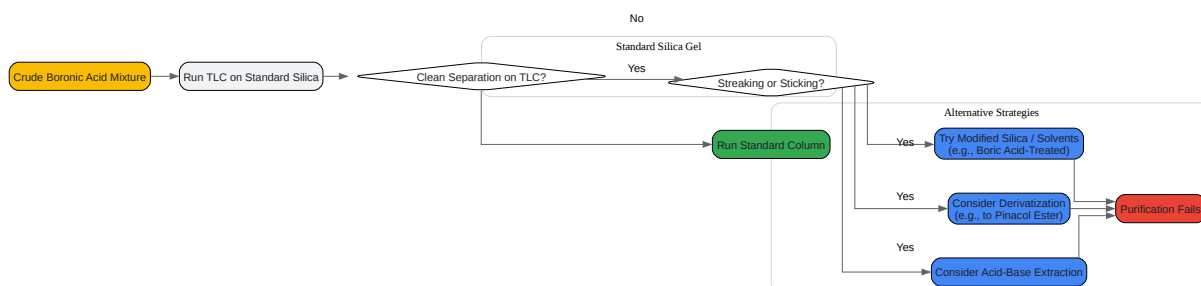 No
Standard Silica Gel
Crude Boronic Acid Mixture
Run TLC on Standard Silica
Clean Separation on TLC?
Yes
Streaking or Sticking?
Alternative Strategies
Run Standard Column
Yes
Try Modified Silica / Solvents
(e.g., Boric Acid-Treated)
Yes
Consider Derivatization
(e.g., to Pinacol Ester)
Purification Fails
Yes
Consider Acid-Base Extraction